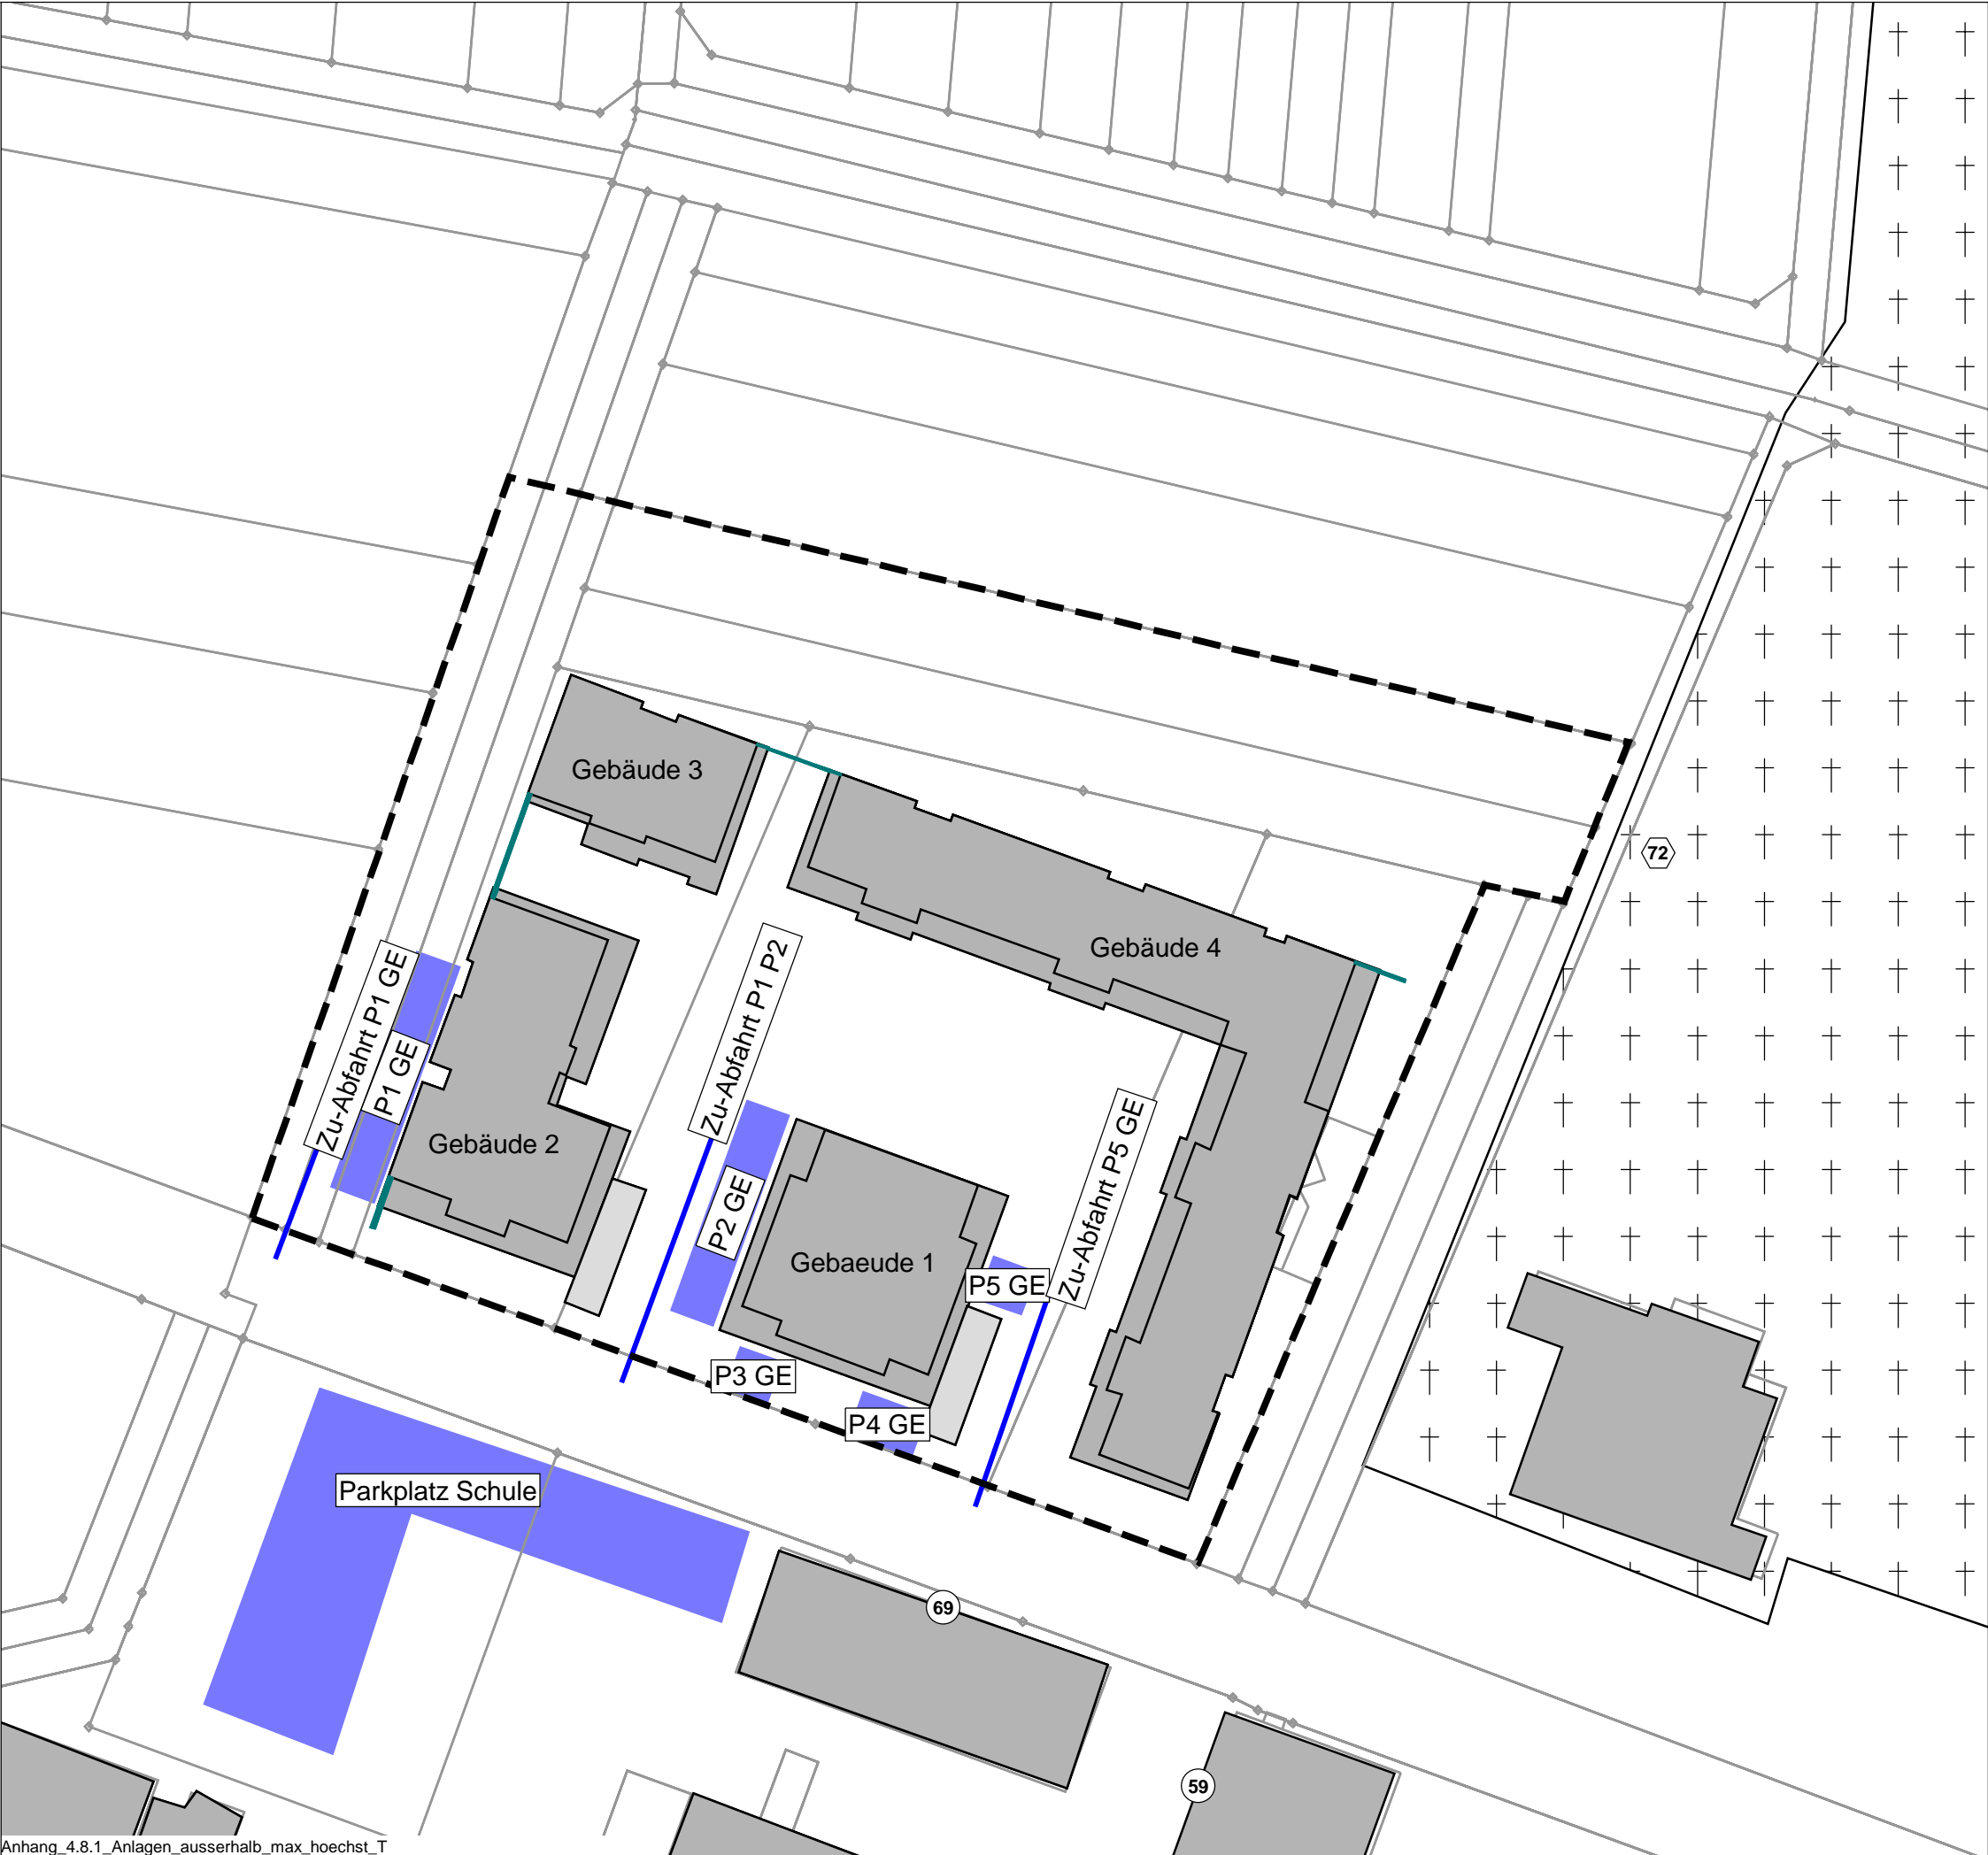 Gebäude 3
72
Gebäude 4
Zu-Abfahrt P1 GE
Zu-Abfahrt P1 P2
P1 GE
Zu-Abfahrt P5 GE
Gebäude 2
P2 GE
Gebaeude 1
P5 GE
P3 GE
P4 GE
Parkplatz Schule
69
59
Anhang_4.8.1_Anlagen_ausserhalb_max_hoechst_T